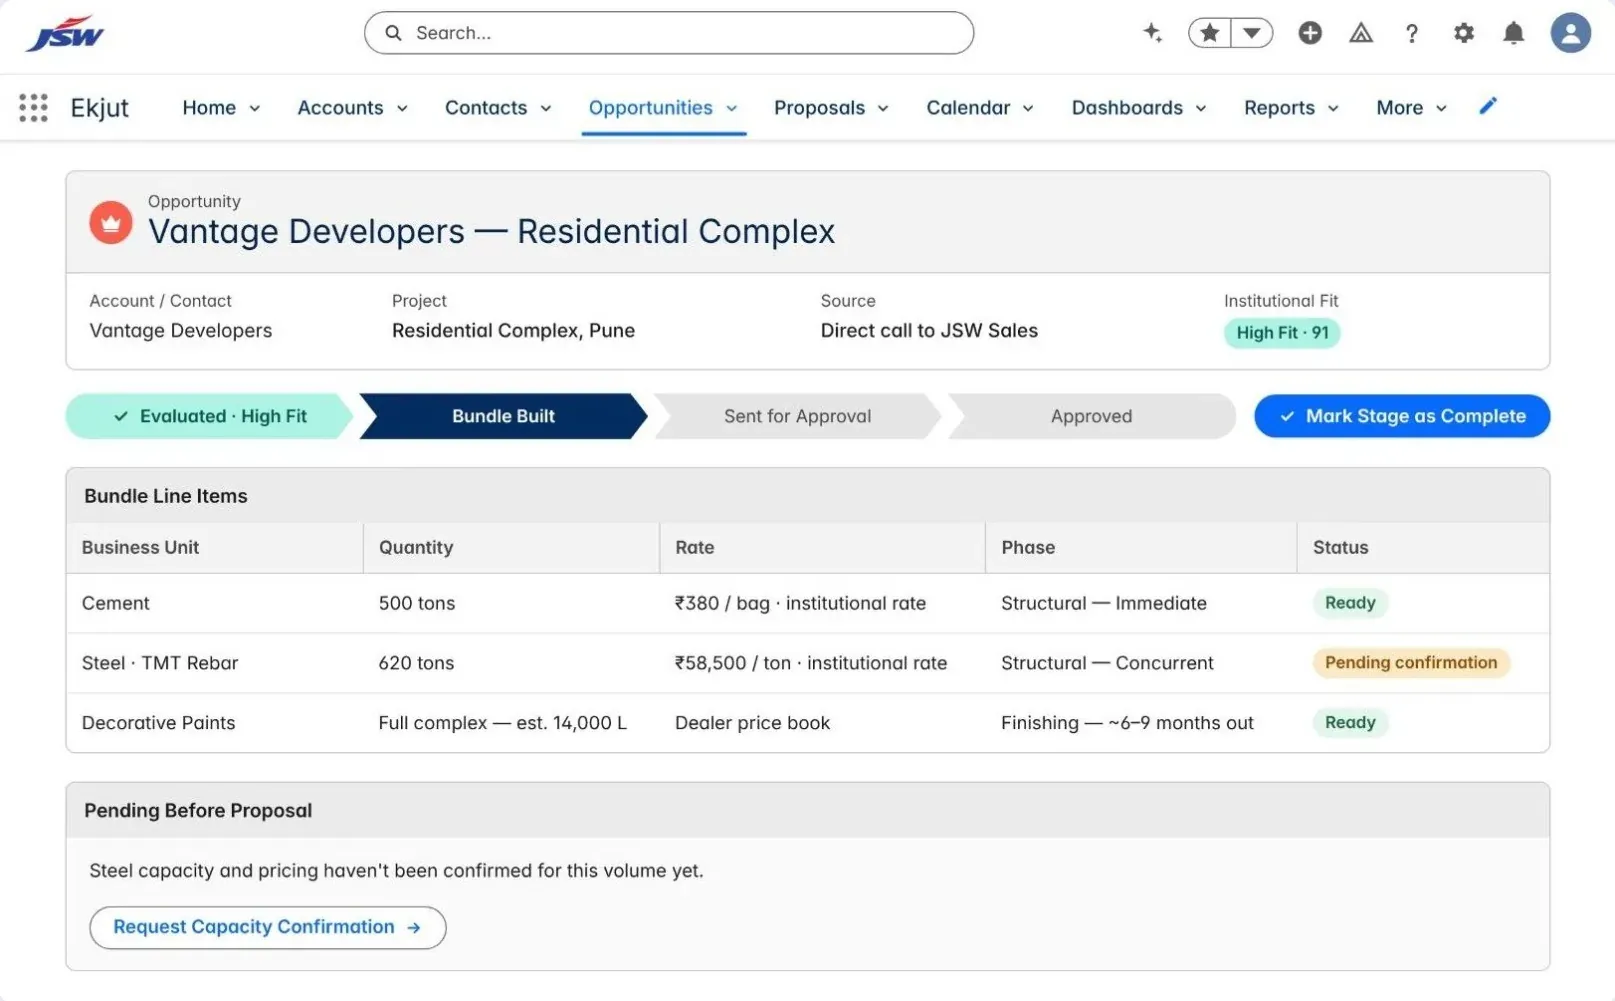 JSW
Search...
Ekjut
Home
Accounts
Contacts
Opportunities
Proposals
Calendar
Dashboards
Reports
More
Opportunity
Vantage Developers — Residential Complex
Account / Contact
Vantage Developers
Project
Residential Complex, Pune
Source
Direct call to JSW Sales
Institutional Fit
High Fit · 91
✓ Evaluated · High Fit
Bundle Built
Sent for Approval
Approved
✓ Mark Stage as Complete
Bundle Line Items
Business Unit Quantity Rate Phase Status
Cement 500 tons ₹380 / bag · institutional rate Structural — Immediate Ready
Steel · TMT Rebar 620 tons ₹58,500 / ton · institutional rate Structural — Concurrent Pending confirmation
Decorative Paints Full complex — est. 14,000 L Dealer price book Finishing — ~6–9 months out Ready
Pending Before Proposal
Steel capacity and pricing haven't been confirmed for this volume yet.
Request Capacity Confirmation →